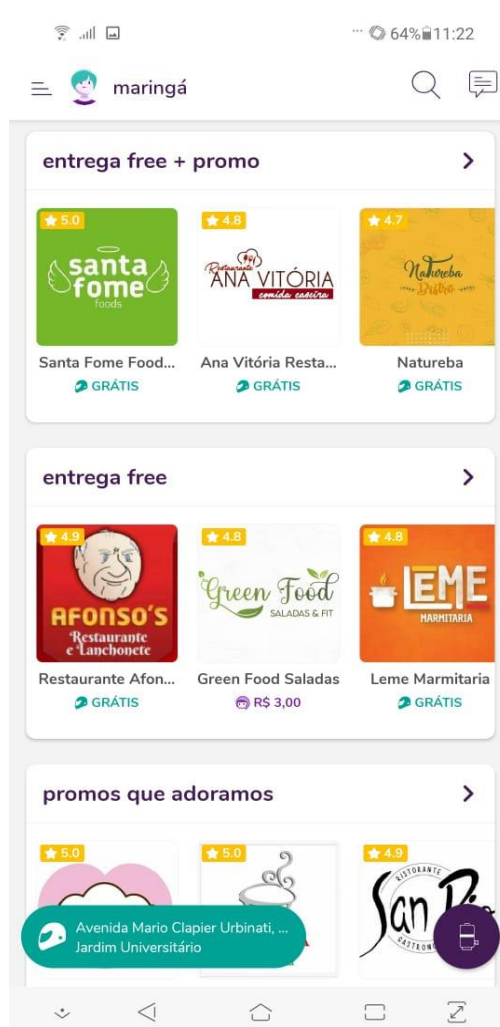 64% 11:22
maringá
entrega free + promo
5.0
4.8
4.7
santa
fome
foods
Restaurante
ANA VITÓRIA
comida caseira
Natureba
Bistrô
Santa Fome Food...
Ana Vitória Resta...
Natureba
GRÁTIS
GRÁTIS
GRÁTIS
entrega free
4.9
4.8
4.8
AFONSO'S
Restaurante
e Lanchonete
Green Food
SALADAS & FIT
LEME
MARMITARIA
Restaurante Afon...
Green Food Saladas
Leme Marmitaria
GRÁTIS
R$ 3,00
GRÁTIS
promos que adoramos
5.0
5.0
4.9
RISTORANTE
San
Avenida Mario Clapier Urbinati, ...
Jardim Universitário